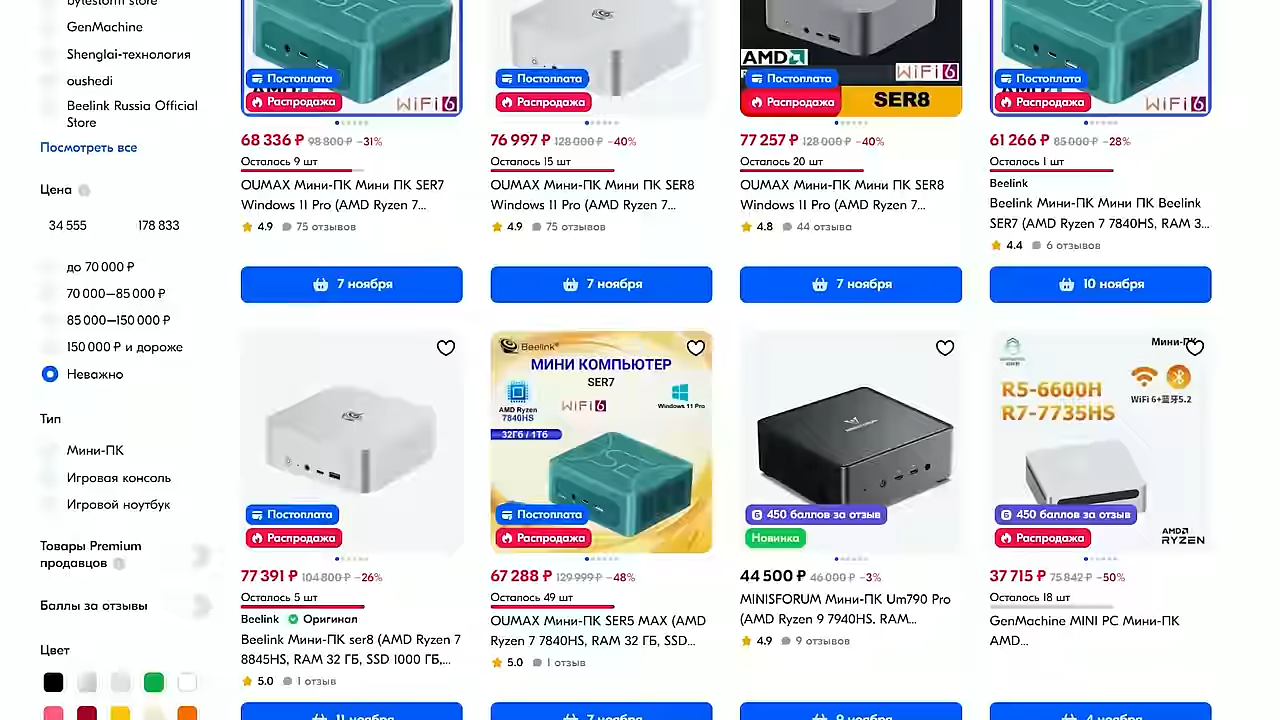 bytestorm store
GenMachine
Shenglai-технология
oushedi
Beelink Russia Official
Store
Посмотреть все
Цена
34 555
178 833
до 70 000 ₽
70 000—85 000 ₽
85 000—150 000 ₽
150 000 ₽ и дороже
Неважно
Тип
Мини-ПК
Игровая консоль
Игровой ноутбук
Товары Premium
продавцов
Баллы за отзывы
Цвет
Постоплата
Распродажа
WiFi 6
68 336 ₽ 98 800 ₽ −31%
Осталось 9 шт
OUMAX Мини-ПК Мини ПК SER7
Windows 11 Pro (AMD Ryzen 7...
4.9 75 отзывов
7 ноября
Постоплата
Распродажа
76 997 ₽ 128 000 ₽ −40%
Осталось 15 шт
OUMAX Мини-ПК Мини ПК SER8
Windows 11 Pro (AMD Ryzen 7...
4.9 75 отзывов
7 ноября
AMD
Постоплата
WiFi 6
Распродажа
SER8
77 257 ₽ 128 000 ₽ −40%
Осталось 20 шт
OUMAX Мини-ПК Мини ПК SER8
Windows 11 Pro (AMD Ryzen 7...
4.8 44 отзыва
7 ноября
Постоплата
Распродажа
WiFi 6
61 266 ₽ 85 000 ₽ −28%
Осталось 1 шт
Beelink
Beelink Мини-ПК Мини ПК Beelink
SER7 (AMD Ryzen 7 7840HS, RAM 3...
4.4 6 отзывов
10 ноября
Постоплата
Распродажа
77 391 ₽ 104 800 ₽ −26%
Осталось 5 шт
Beelink Оригинал
Beelink Мини-ПК ser8 (AMD Ryzen 7
8845HS, RAM 32 ГБ, SSD 1000 ГБ,...
5.0 1 отзыв
11 ноября
Beelink
МИНИ КОМПЬЮТЕР
SER7
AMD Ryzen
7840HS
WiFi 6
Windows 11 Pro
32Гб / 1Тб
Постоплата
Распродажа
67 288 ₽ 129 999 ₽ −48%
Осталось 49 шт
OUMAX Мини-ПК SER5 MAX (AMD
Ryzen 7 7840HS, RAM 32 ГБ, SSD...
5.0 1 отзыв
7 ноября
450 баллов за отзыв
Новинка
44 500 ₽ 46 000 ₽ −3%
MINISFORUM Мини-ПК Um790 Pro
(AMD Ryzen 9 7940HS, RAM...
4.9 9 отзывов
9 ноября
Мини-ПК
R5-6600H
R7-7735HS
WiFi 6+蓝牙5.2
450 баллов за отзыв
Распродажа
AMD
RYZEN
37 715 ₽ 75 842 ₽ −50%
Осталось 18 шт
GenMachine MINI PC Мини-ПК
AMD...
4 ноября